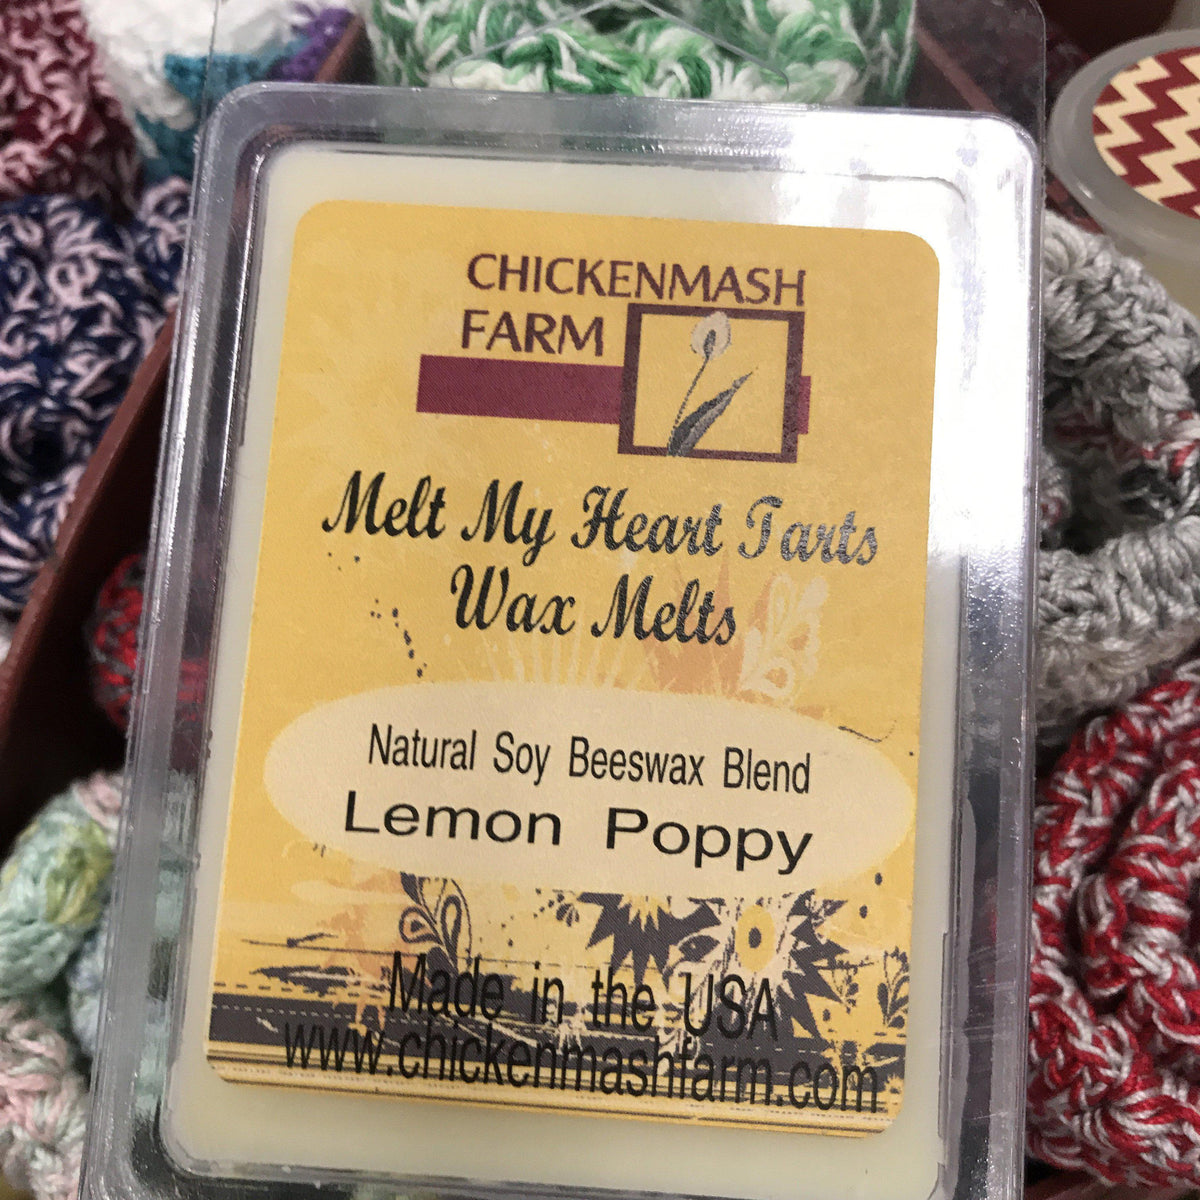 CHICKENMASH
FARM
Melt My Heart Tarts
Wax Melts
Natural Soy Beeswax Blend
Lemon Poppy
Made in the USA
www.chickenmashfarm.com